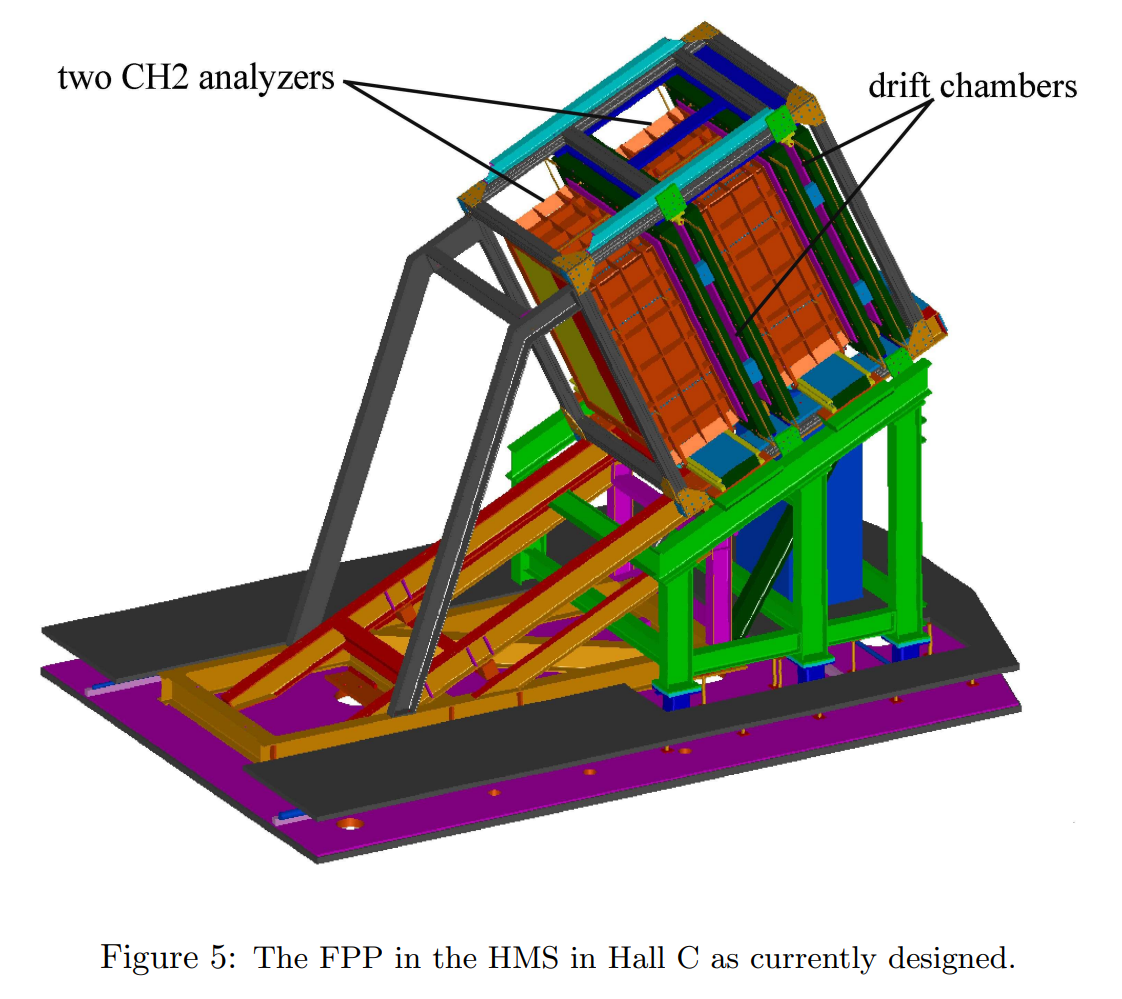 two CH2 analyzers
drift chambers
Figure 5: The FPP in the HMS in Hall C as currently designed.